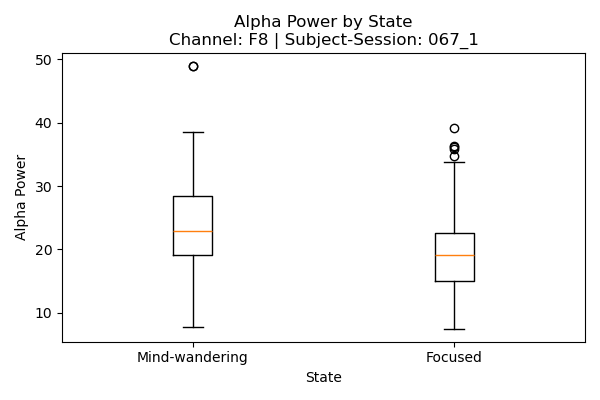 Alpha Power by State
Channel: F8 | Subject-Session: 067_1
50
40
30
20
10
Alpha Power
Mind-wandering
Focused
State